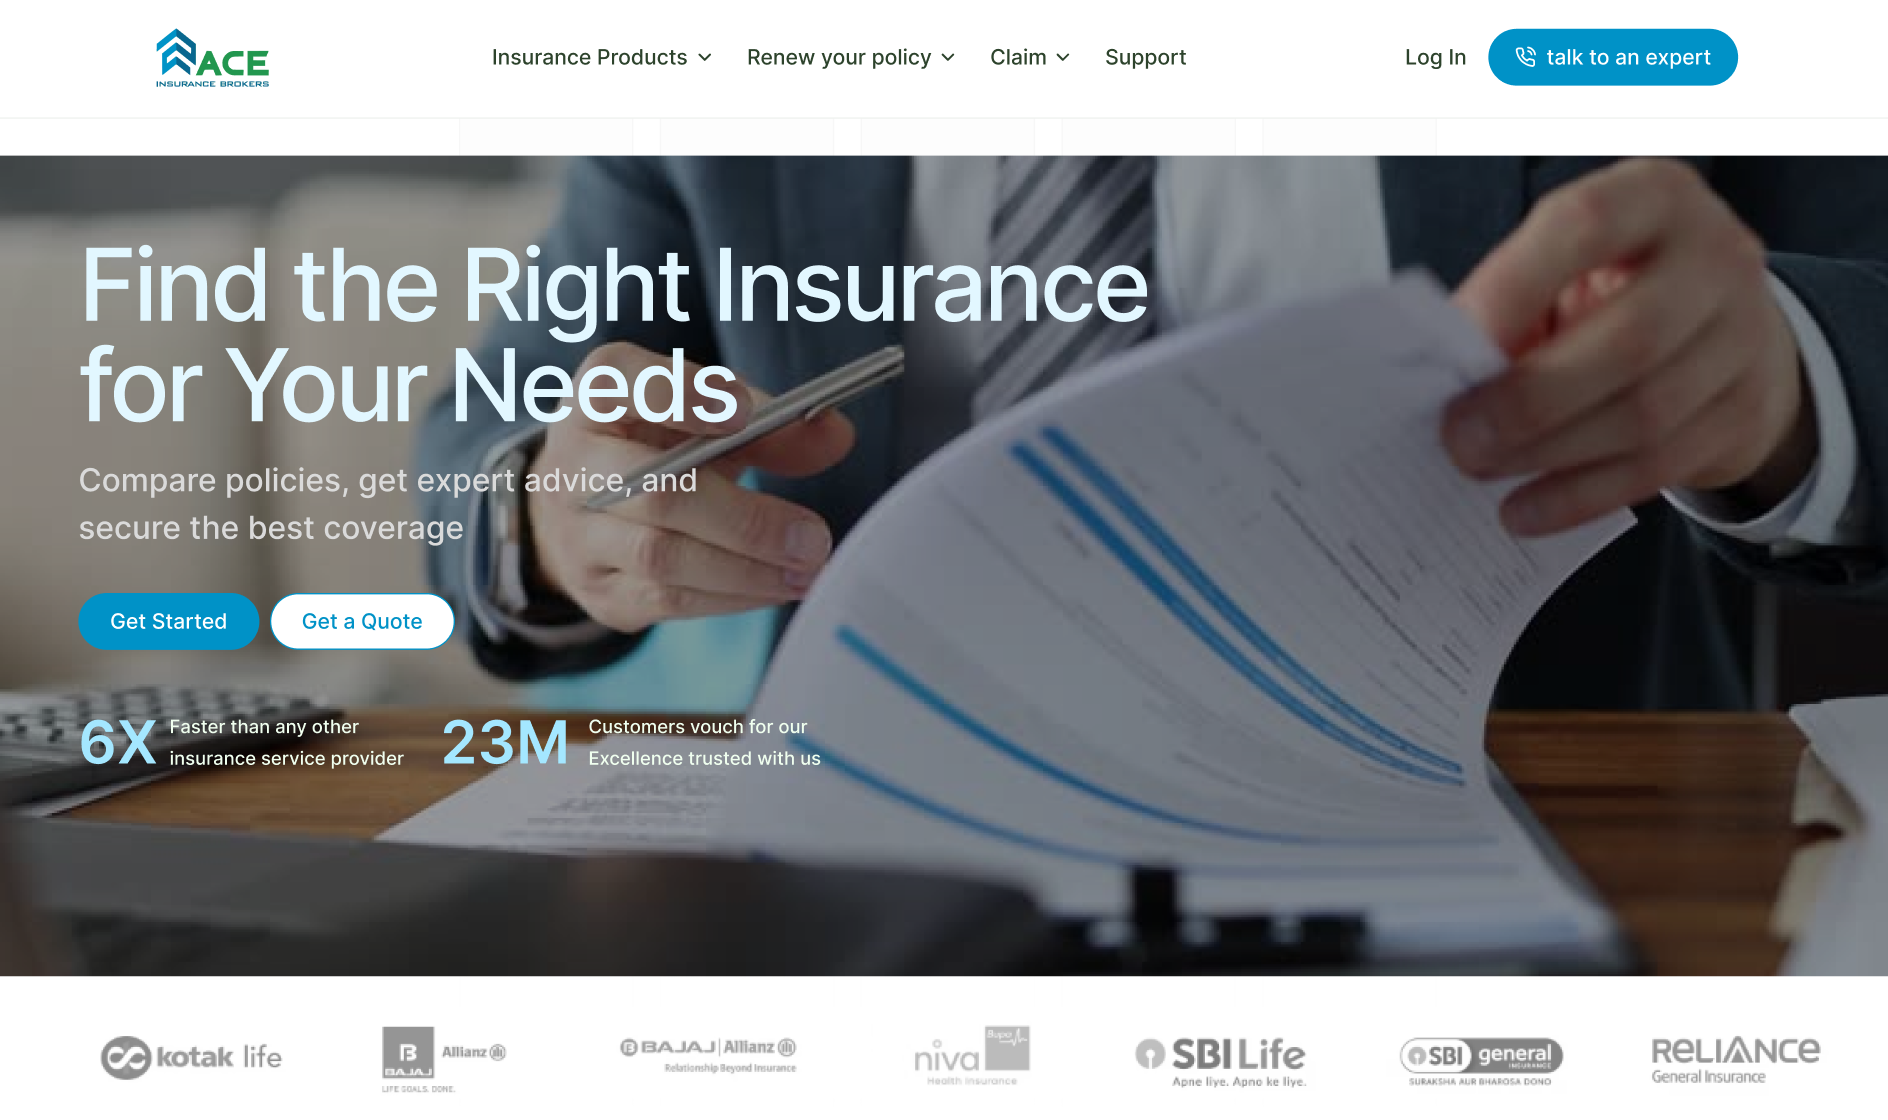 ACE
INSURANCE BROKERS
Insurance Products
Renew your policy
Claim
Support
Log In
talk to an expert
Find the Right Insurance
for Your Needs
Compare policies, get expert advice, and
secure the best coverage
Get Started
Get a Quote
6X
Faster than any other
insurance service provider
23M
Customers vouch for our
Excellence trusted with us
kotak life
B
BAJAJ
Allianz
LIFE GOALS. DONE.
B BAJAJ | Allianz
Relationship Beyond Insurance
niva
Bupa
Health Insurance
SBI Life
Apne liye. Apno ke liye.
SBI general
INSURANCE
SURAKSHA AUR BHAROSA DONO
RELIANCE
General Insurance